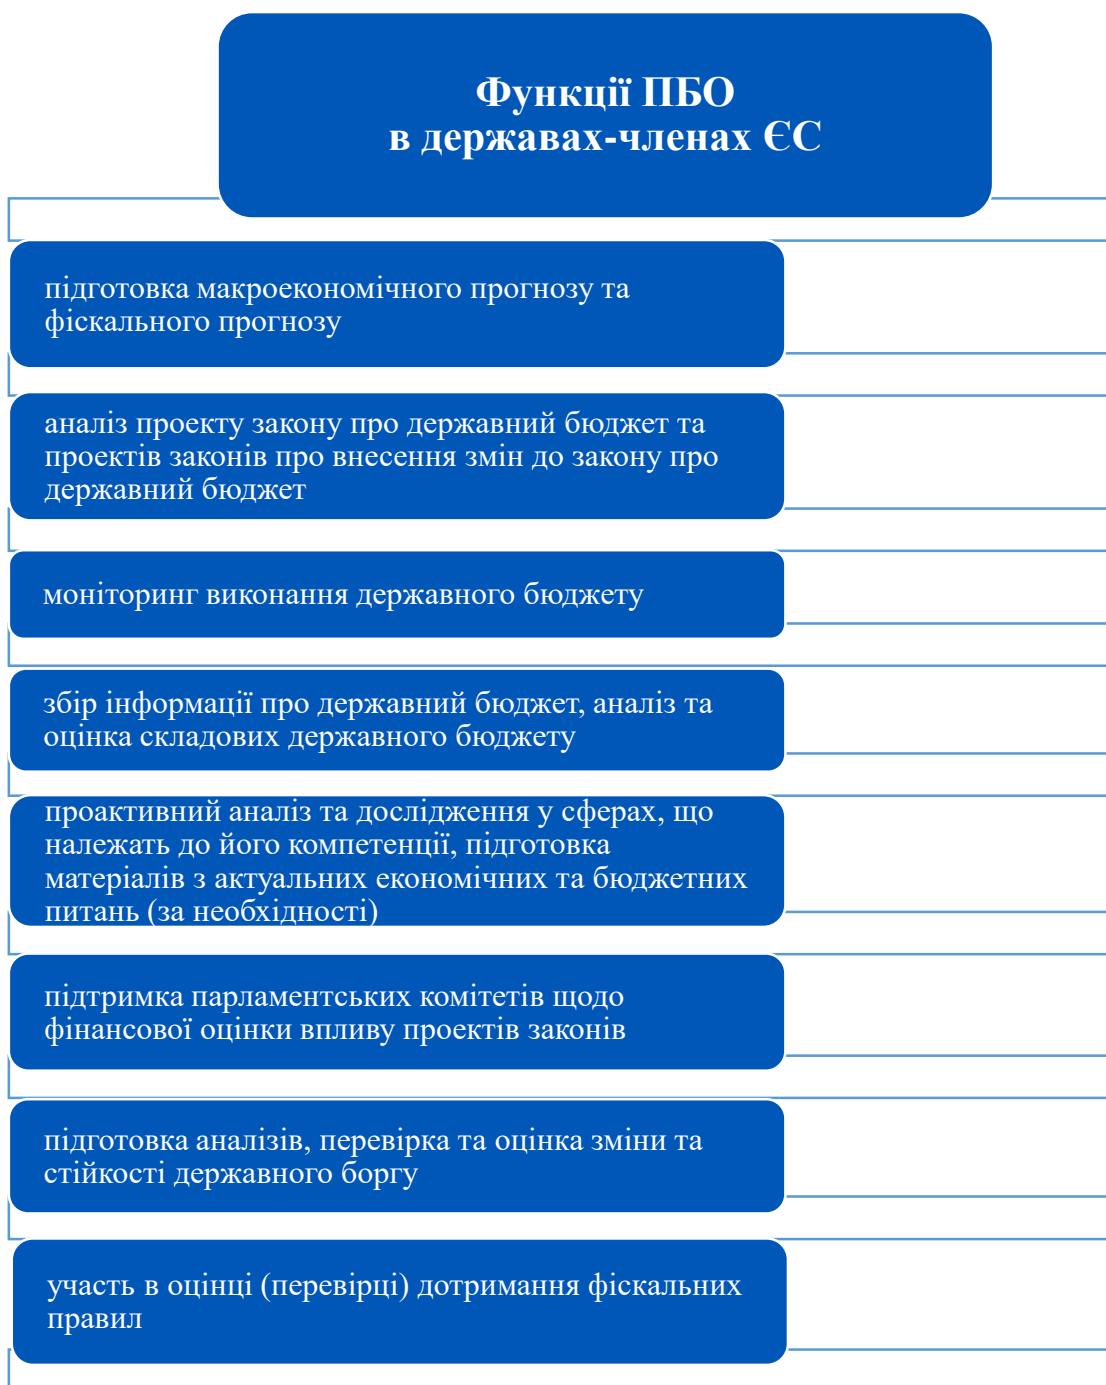 Функції ПБО
в державах-членах ЄС
підготовка макроекономічного прогнозу та
фіскального прогнозу
аналіз проекту закону про державний бюджет та
проектів законів про внесення змін до закону про
державний бюджет
моніторинг виконання державного бюджету
збір інформації про державний бюджет, аналіз та
оцінка складових державного бюджету
проактивний аналіз та дослідження у сферах, що
належать до його компетенції, підготовка
матеріалів з актуальних економічних та бюджетних
питань (за необхідності)
підтримка парламентських комітетів щодо
фінансової оцінки впливу проектів законів
підготовка аналізів, перевірка та оцінка зміни та
стійкості державного боргу
участь в оцінці (перевірці) дотримання фіскальних
правил